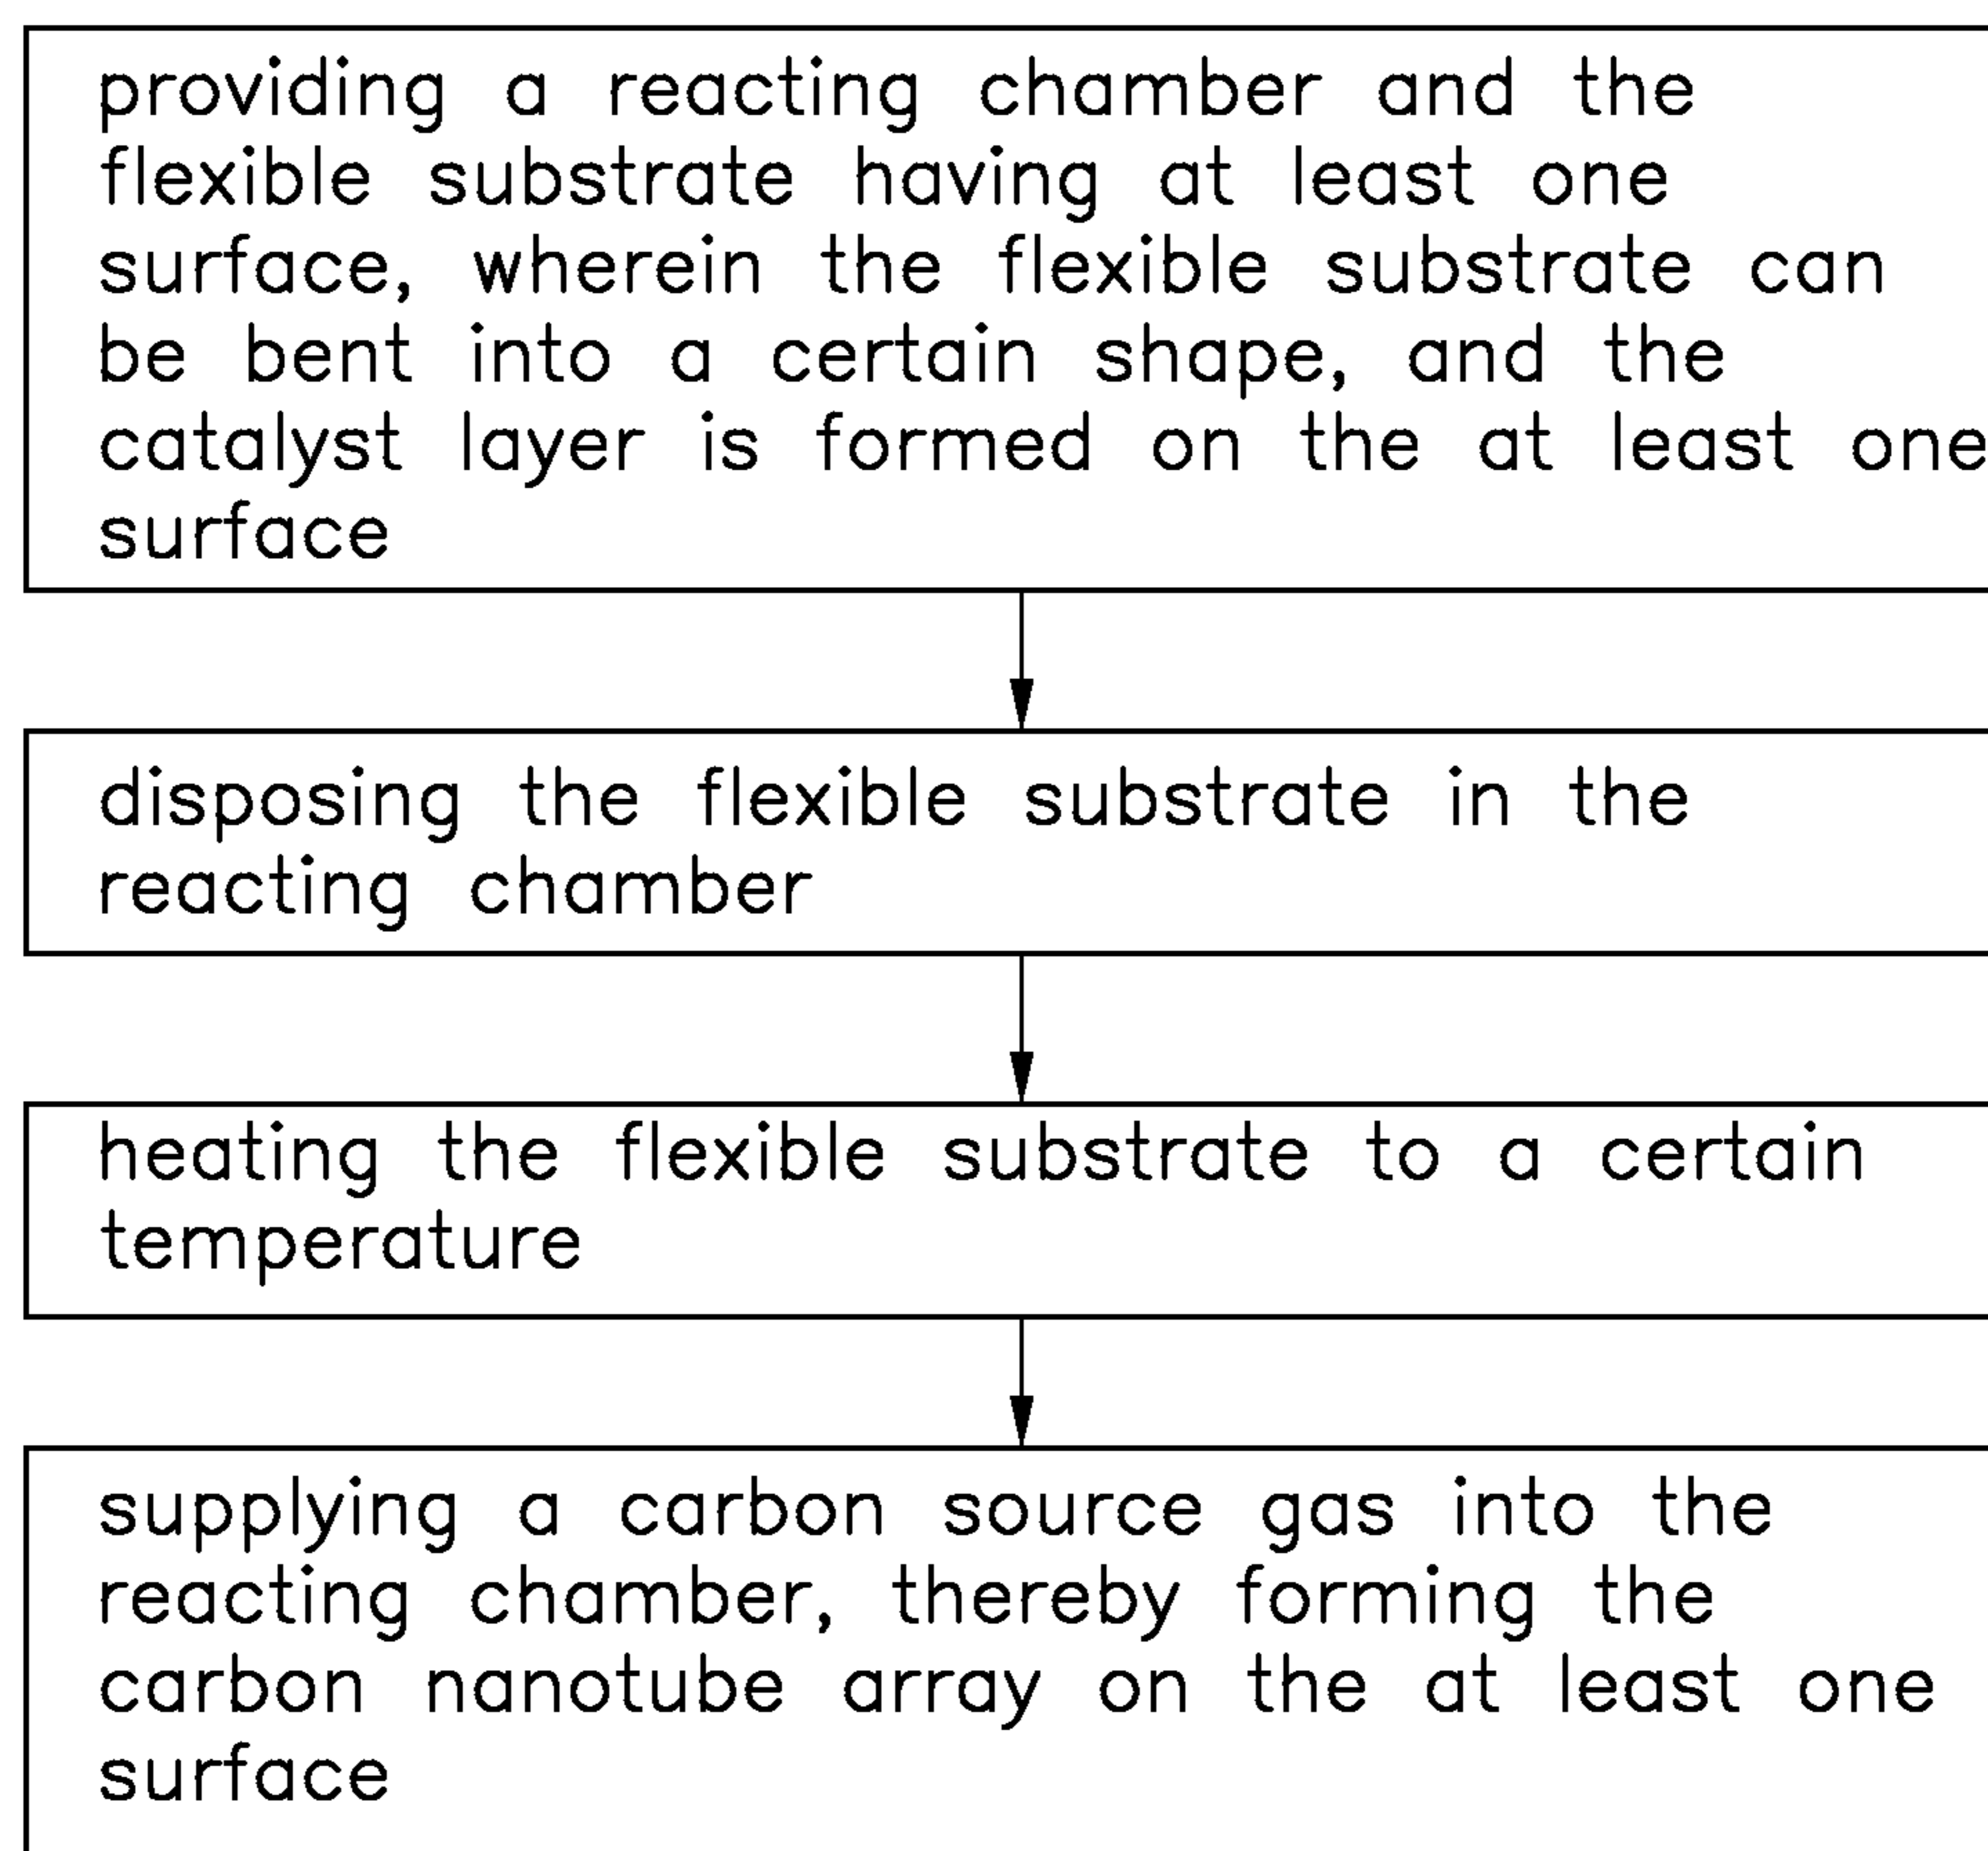 providing a reacting chamber and the
flexible substrate having at least one
surface, wherein the flexible substrate can
be bent into a certain shape, and the
catalyst layer is formed on the at least one
surface
disposing the flexible substrate in the
reacting chamber
heating the flexible substrate to a certain
temperature
supplying a carbon source gas into the
reacting chamber, thereby forming the
carbon nanotube array on the at least one
surface